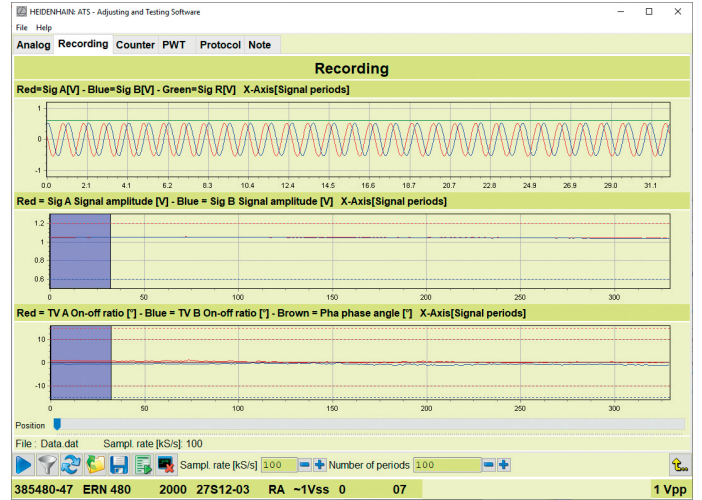 HEIDENHAIN: ATS - Adjusting and Testing Software
File Help
Analog Recording Counter PWT Protocol Note
Recording
Red=Sig A[V] - Blue=Sig B[V] - Green=Sig R[V] X-Axis[Signal periods]
1
0
-1
0.0 2.1 4.1 6.2 8.3 10.4 12.4 14.5 16.6 18.7 20.7 22.8 24.9 26.9 29.0 31.1
Red = Sig A Signal amplitude [V] - Blue = Sig B Signal amplitude [V] X-Axis[Signal periods]
1.2
1
0.8
0.6
0 50 100 150 200 250 300
Red = TV A On-off ratio [°] - Blue = TV B On-off ratio [°] - Brown = Pha phase angle [°] X-Axis[Signal periods]
10
0
-10
0 50 100 150 200 250 300
Position
File : Data.dat Sampl. rate [kS/s]: 100
Sampl. rate [kS/s] 100 Number of periods 100
385480-47 ERN 480 2000 27S12-03 RA ~1Vss 0 07 1 Vpp